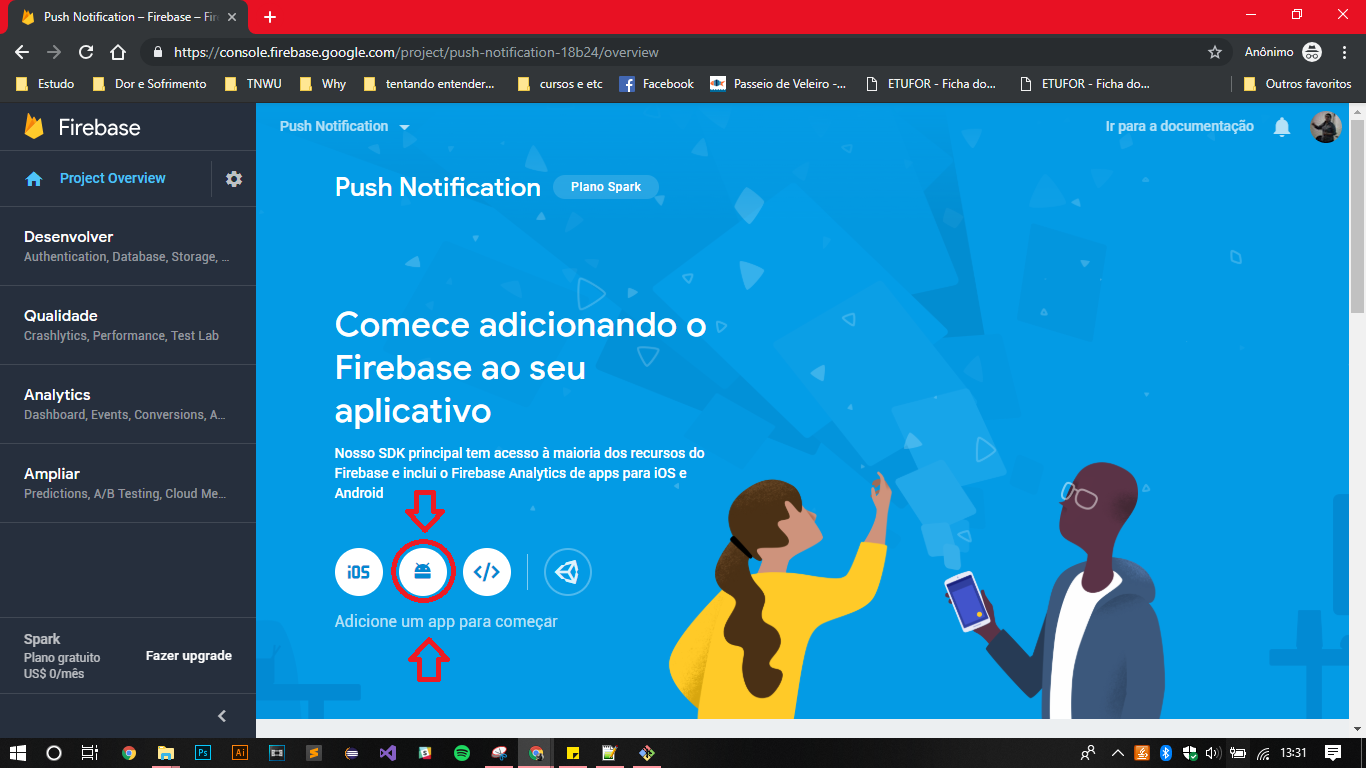 Push Notification – Firebase – Fire
https://console.firebase.google.com/project/push-notification-18b24/overview
Anônimo
Estudo
Dor e Sofrimento
TNWU
Why
tentando entender...
cursos e etc
Facebook
Passeio de Veleiro -...
ETUFOR - Ficha do...
ETUFOR - Ficha do...
Outros favoritos
Firebase
Push Notification
Ir para a documentação
Project Overview
Push Notification
Plano Spark
Desenvolver
Authentication, Database, Storage, ...
Qualidade
Crashlytics, Performance, Test Lab
Analytics
Dashboard, Events, Conversions, A...
Ampliar
Predictions, A/B Testing, Cloud Me...
Comece adicionando o
Firebase ao seu
aplicativo
Nosso SDK principal tem acesso à maioria dos recursos do
Firebase e inclui o Firebase Analytics de apps para iOS e
Android
iOS
</>
Adicione um app para começar
Spark
Plano gratuito
US$ 0/mês
Fazer upgrade
Ps
Ai
13:31